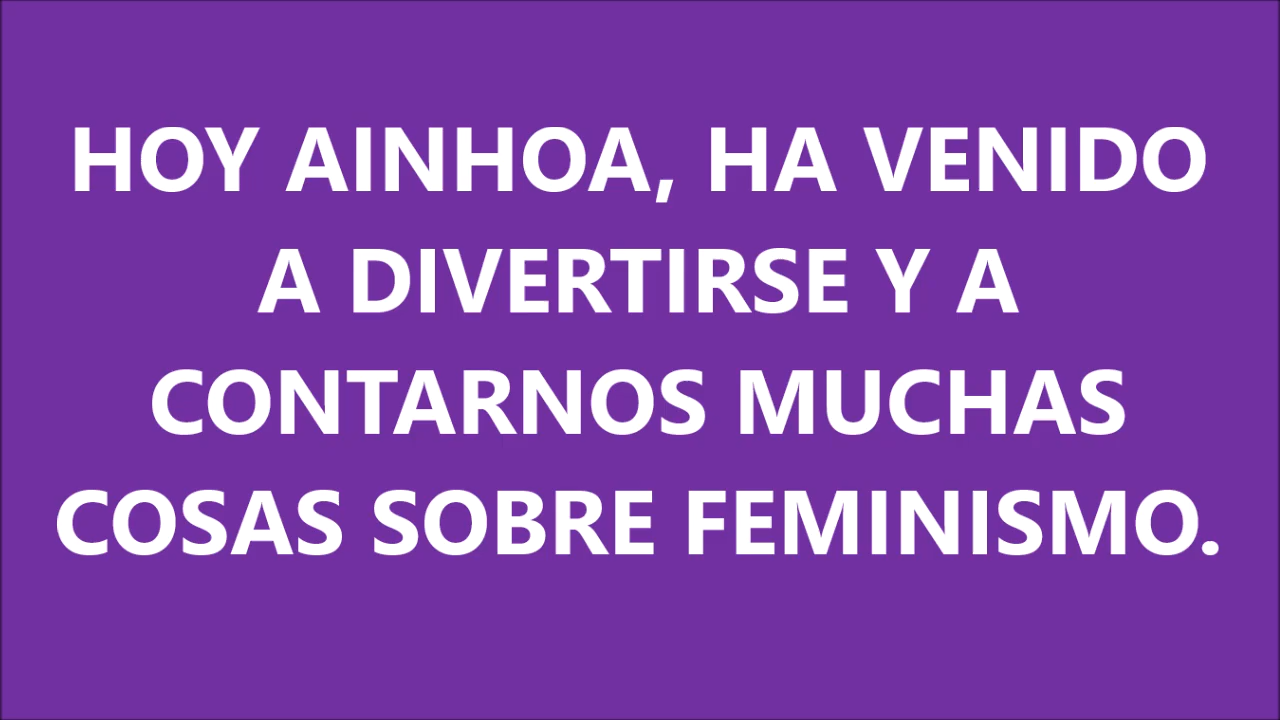 HOY AINHOA, HA VENIDO
A DIVERTIRSE Y A
CONTARNOS MUCHAS
COSAS SOBRE FEMINISMO.